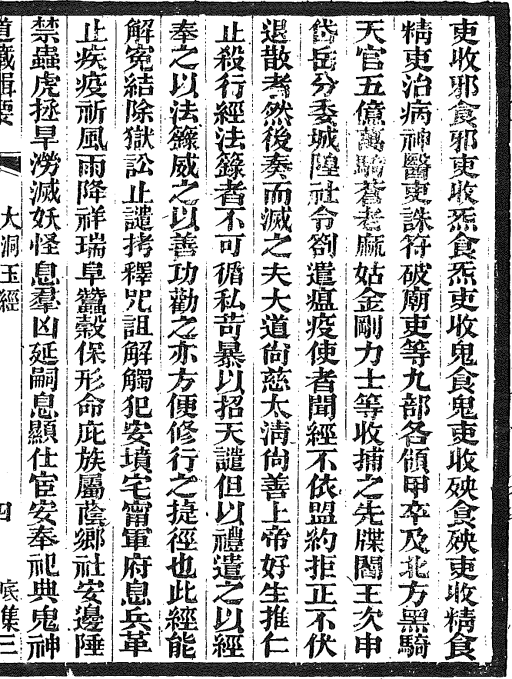 吏收邪食邪吏收炁食炁吏收鬼食鬼吏收殃食殃吏收精食
精吏治病神醫吏誅符破廟吏等九部各領甲卒及北方黑騎
天官五億萬騎蒼老麻姑金剛力士等收捕之先牒閻王次申
岱岳分委城隍社令劄遣瘟疫使者聞經不依盟約拒正不伏
退散者然後奏而滅之夫大道尙慈太淸尙善上帝好生推仁
止殺行經法籙者不可循私苛暴以招天譴但以禮遣之以經
奉之以法籙威之以善功勸之亦方便修行之捷徑也此經能
解寃結除獄訟止譴拷釋咒詛解觸犯安墳宅甯軍府息兵革
止疾疫祈風雨降祥瑞阜蠶穀保形命庇族屬蔭鄉社安邊陲
禁蟲虎拯旱澇滅妖怪息羣凶延嗣息顯仕宦安奉祀典鬼神
道藏輯要 大洞玉經 四 底集三